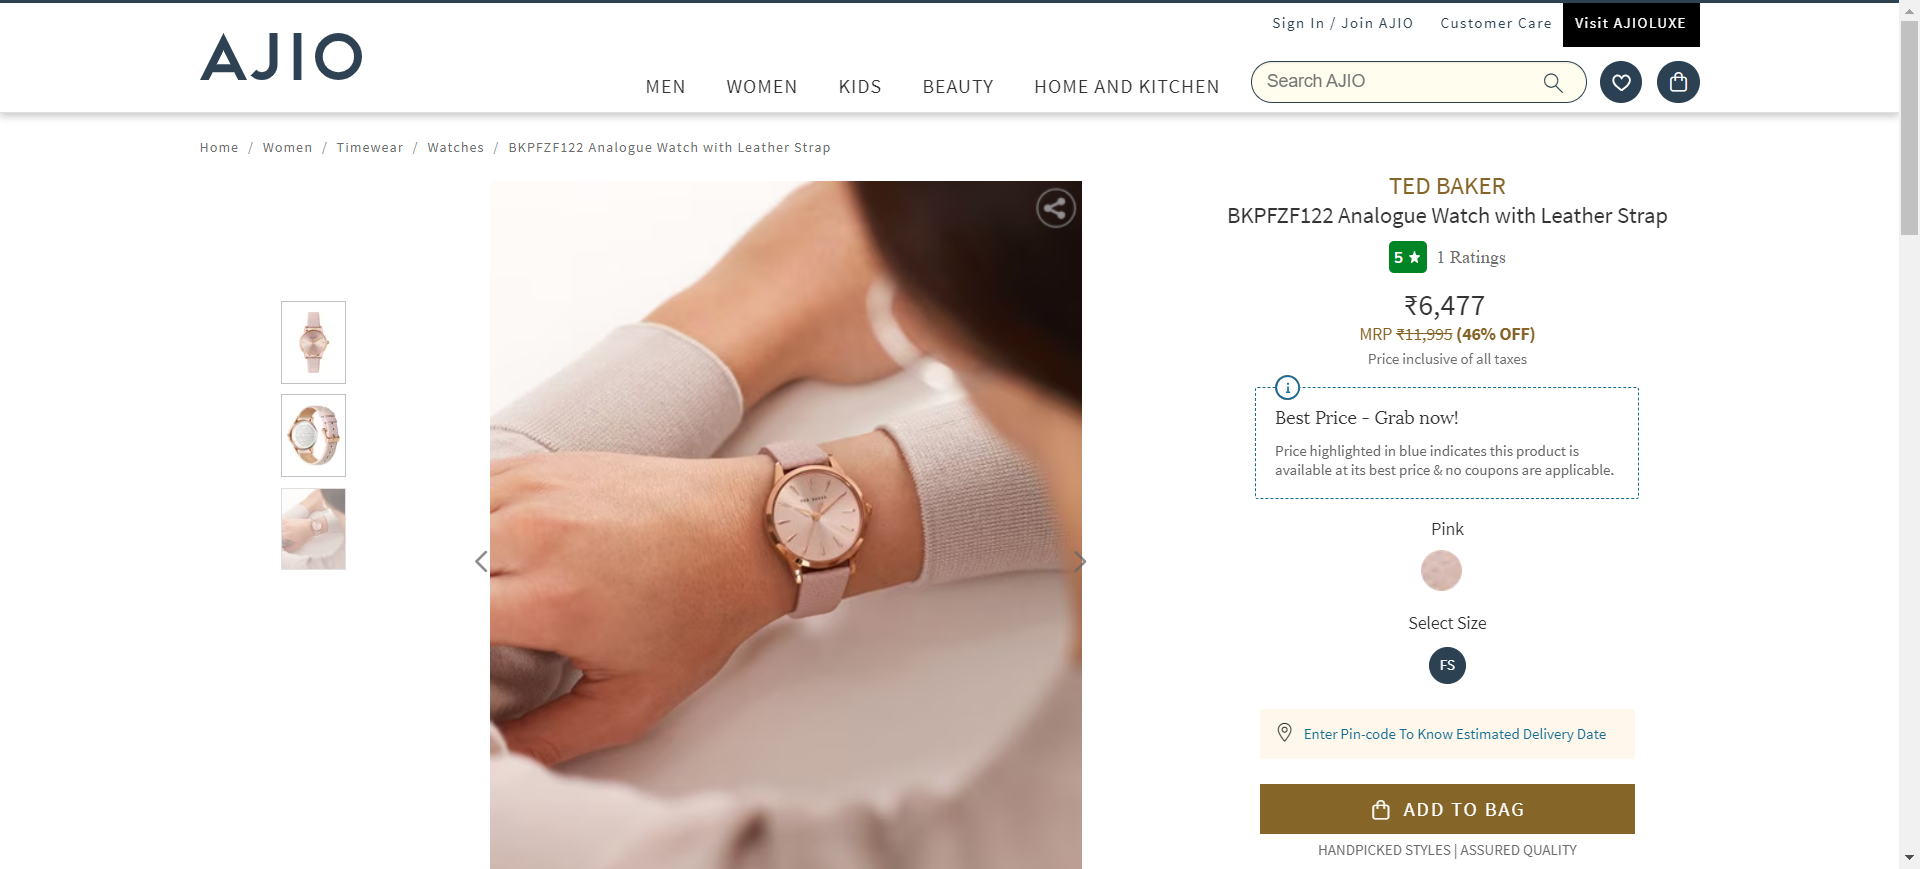 Sign In / Join AJIO
Customer Care
Visit AJIOLUXE
AJIO
MEN
WOMEN
KIDS
BEAUTY
HOME AND KITCHEN
Search AJIO
Home / Women / Timewear / Watches / BKPFZF122 Analogue Watch with Leather Strap
TED BAKER
TED BAKER
BKPFZF122 Analogue Watch with Leather Strap
5 ★ 1 Ratings
₹6,477
MRP ₹11,995 (46% OFF)
Price inclusive of all taxes
i
Best Price - Grab now!
Price highlighted in blue indicates this product is
available at its best price & no coupons are applicable.
Pink
Select Size
FS
Enter Pin-code To Know Estimated Delivery Date
ADD TO BAG
HANDPICKED STYLES | ASSURED QUALITY